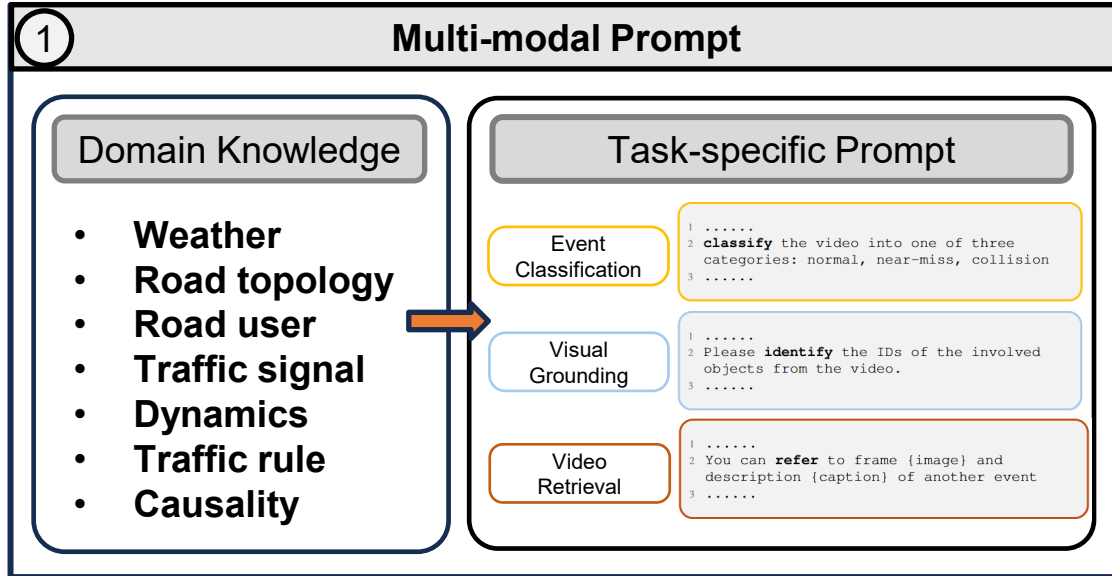 1
Multi-modal Prompt
Domain Knowledge
• Weather
• Road topology
• Road user
• Traffic signal
• Dynamics
• Traffic rule
• Causality
Task-specific Prompt
Event
Classification
1 ......
2 classify the video into one of three
categories: normal, near-miss, collision
3 ......
Visual
Grounding
1 ......
2 Please identify the IDs of the involved
objects from the video.
3 ......
Video
Retrieval
1 ......
2 You can refer to frame {image} and
description {caption} of another event
3 ......